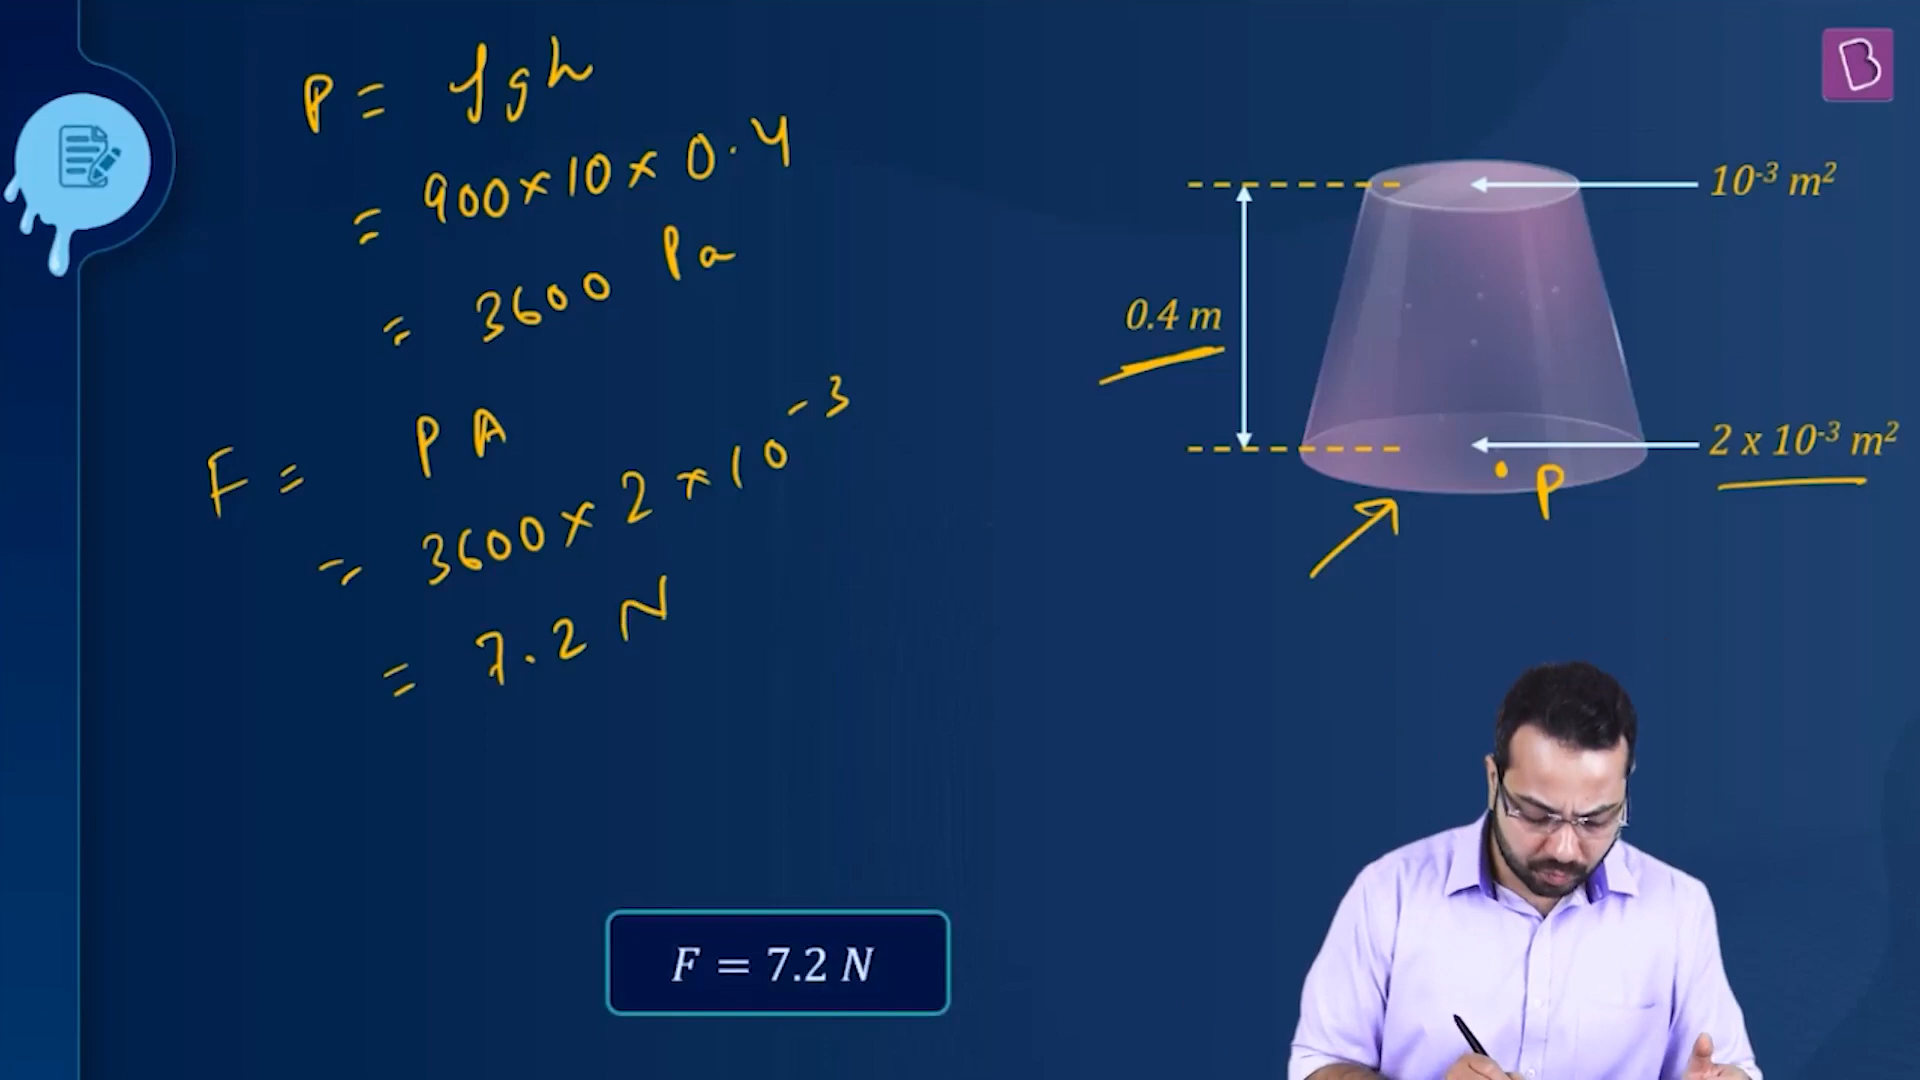 P = ρgh
= 900 × 10 × 0.4
= 3600 Pa
F = PA
= 3600 × 2 × 10⁻³
= 7.2 N
F = 7.2 N
B
10⁻³ m²
0.4 m
2 x 10⁻³ m²
P